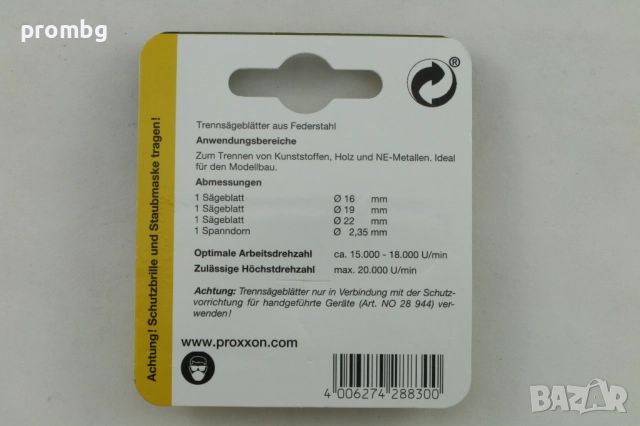 prombg
®
Trennsägeblätter aus Federstahl
Anwendungsbereiche
Zum Trennen von Kunststoffen, Holz und NE-Metallen. Ideal
für den Modellbau.
Abmessungen
1 Sägeblatt Ø 16 mm
1 Sägeblatt Ø 19 mm
1 Sägeblatt Ø 22 mm
1 Spanndorn Ø 2,35 mm
Optimale Arbeitsdrehzahl ca. 15.000 - 18.000 U/min
Zulässige Höchstdrehzahl max. 20.000 U/min
Achtung: Trennsägeblätter nur in Verbindung mit der Schutz-
vorrichtung für handgeführte Geräte (Art. NO 28 944) ver-
wenden!
www.proxxon.com
4 006274 288300
Achtung! Schutzbrille und Staubmaske tragen!
BAZAR